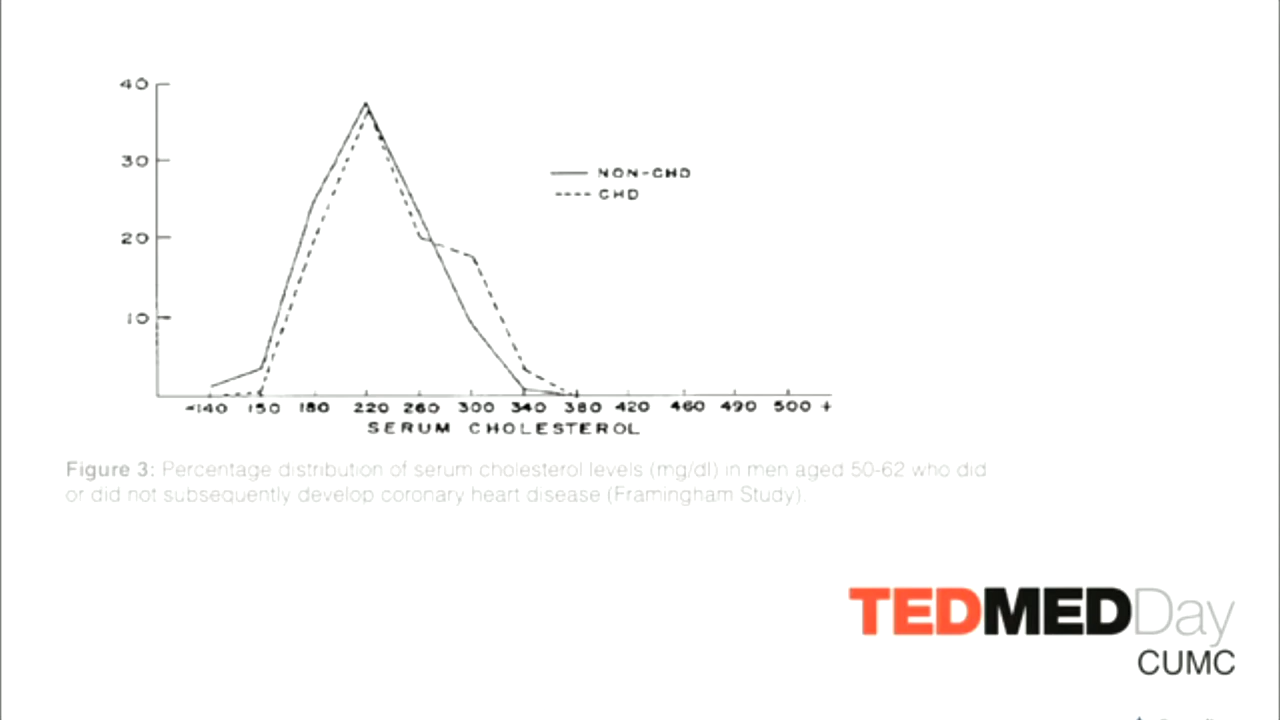 40
30
NON-CHD
CHD
20
10
<140 150 180 220 260 300 340 380 420 460 490 500 +
SERUM CHOLESTEROL
Figure 3: Percentage distribution of serum cholesterol levels (mg/dl) in men aged 50-62 who did
or did not subsequently develop coronary heart disease (Framingham Study).
TEDMEDDay
CUMC